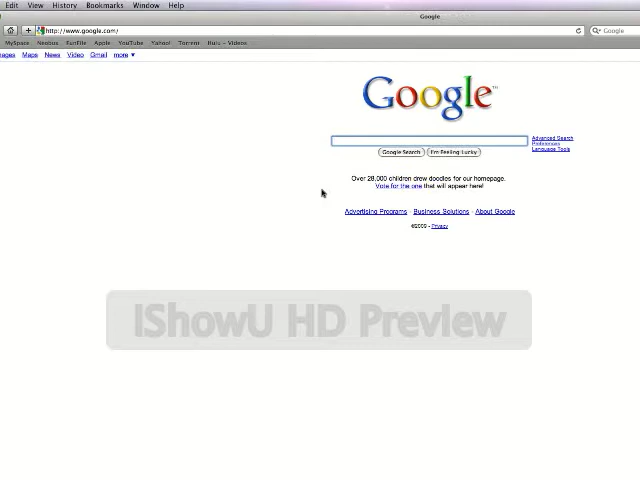 Edit View History Bookmarks Window Help
Google
http://www.google.com/
Google
MySpace Neobux FunFile Apple YouTube Yahoo! Torrent Hulu - Videos
Images Maps News Video Gmail more ▼
Google™
Advanced Search
Preferences
Language Tools
Google Search I'm Feeling Lucky
Over 28,000 children drew doodles for our homepage.
Vote for the one that will appear here!
Advertising Programs - Business Solutions - About Google
©2009 - Privacy
IShowU HD Preview